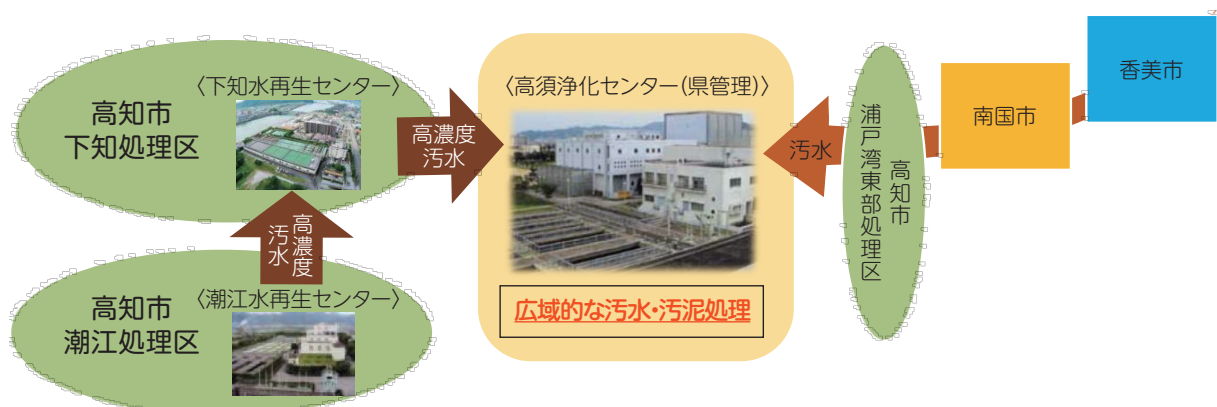 高知市
下知処理区
〈下知水再生センター〉
高濃度
汚水
高濃度
汚水
高知市
潮江処理区
〈潮江水再生センター〉
〈高須浄化センター(県管理)〉
広域的な汚水・汚泥処理
汚水
高知市
浦戸湾東部処理区
南国市
香美市